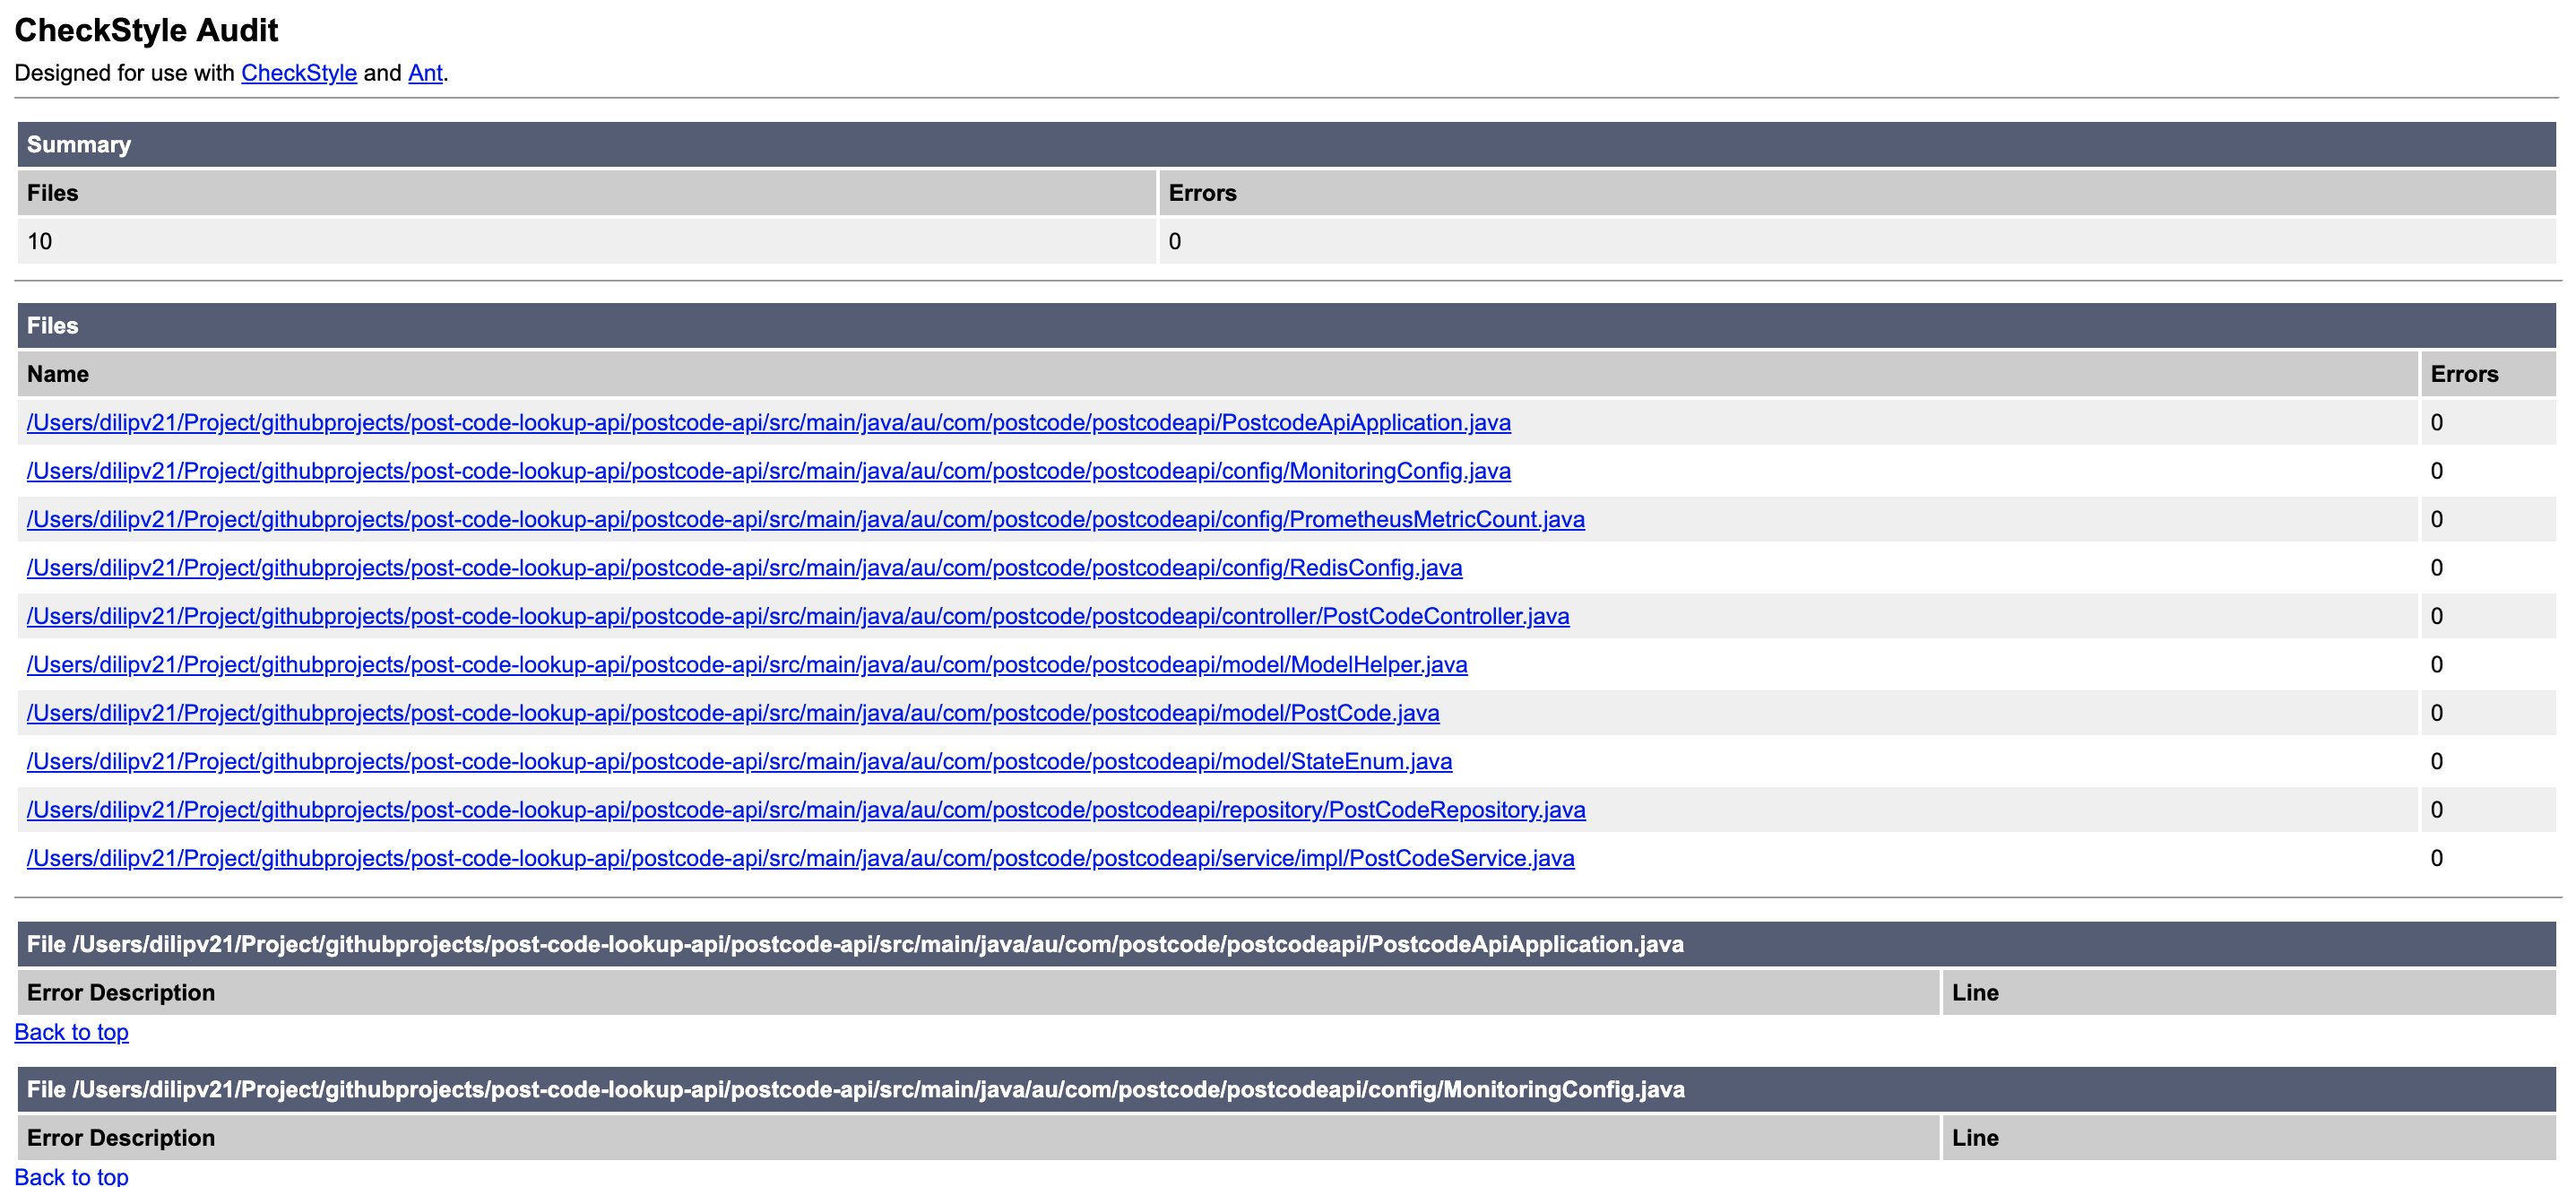 CheckStyle Audit
Designed for use with CheckStyle and Ant.
Summary
Files Errors
10 0
Files
Name Errors
/Users/dilipv21/Project/githubprojects/post-code-lookup-api/postcode-api/src/main/java/au/com/postcode/postcodeapi/PostcodeApiApplication.java 0
/Users/dilipv21/Project/githubprojects/post-code-lookup-api/postcode-api/src/main/java/au/com/postcode/postcodeapi/config/MonitoringConfig.java 0
/Users/dilipv21/Project/githubprojects/post-code-lookup-api/postcode-api/src/main/java/au/com/postcode/postcodeapi/config/PrometheusMetricCount.java 0
/Users/dilipv21/Project/githubprojects/post-code-lookup-api/postcode-api/src/main/java/au/com/postcode/postcodeapi/config/RedisConfig.java 0
/Users/dilipv21/Project/githubprojects/post-code-lookup-api/postcode-api/src/main/java/au/com/postcode/postcodeapi/controller/PostCodeController.java 0
/Users/dilipv21/Project/githubprojects/post-code-lookup-api/postcode-api/src/main/java/au/com/postcode/postcodeapi/model/ModelHelper.java 0
/Users/dilipv21/Project/githubprojects/post-code-lookup-api/postcode-api/src/main/java/au/com/postcode/postcodeapi/model/PostCode.java 0
/Users/dilipv21/Project/githubprojects/post-code-lookup-api/postcode-api/src/main/java/au/com/postcode/postcodeapi/model/StateEnum.java 0
/Users/dilipv21/Project/githubprojects/post-code-lookup-api/postcode-api/src/main/java/au/com/postcode/postcodeapi/repository/PostCodeRepository.java 0
/Users/dilipv21/Project/githubprojects/post-code-lookup-api/postcode-api/src/main/java/au/com/postcode/postcodeapi/service/impl/PostCodeService.java 0
File /Users/dilipv21/Project/githubprojects/post-code-lookup-api/postcode-api/src/main/java/au/com/postcode/postcodeapi/PostcodeApiApplication.java
Error Description Line
Back to top
File /Users/dilipv21/Project/githubprojects/post-code-lookup-api/postcode-api/src/main/java/au/com/postcode/postcodeapi/config/MonitoringConfig.java
Error Description Line
Back to top